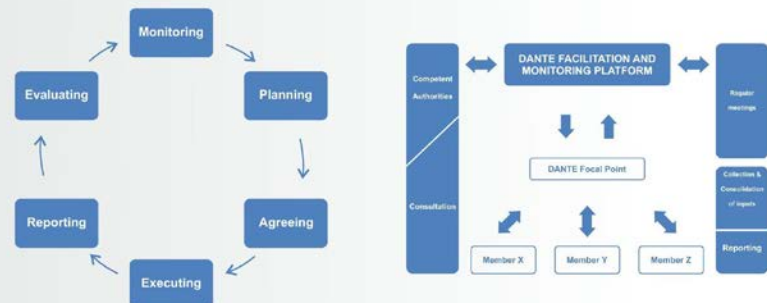 Monitoring
Planning
Agreeing
Executing
Reporting
Evaluating
Competent
Authorities
Consultation
DANTE FACILITATION AND
MONITORING PLATFORM
DANTE Focal Point
Member X
Member Y
Member Z
Regular
meetings
Collection &
Consolidation
of inputs
Reporting